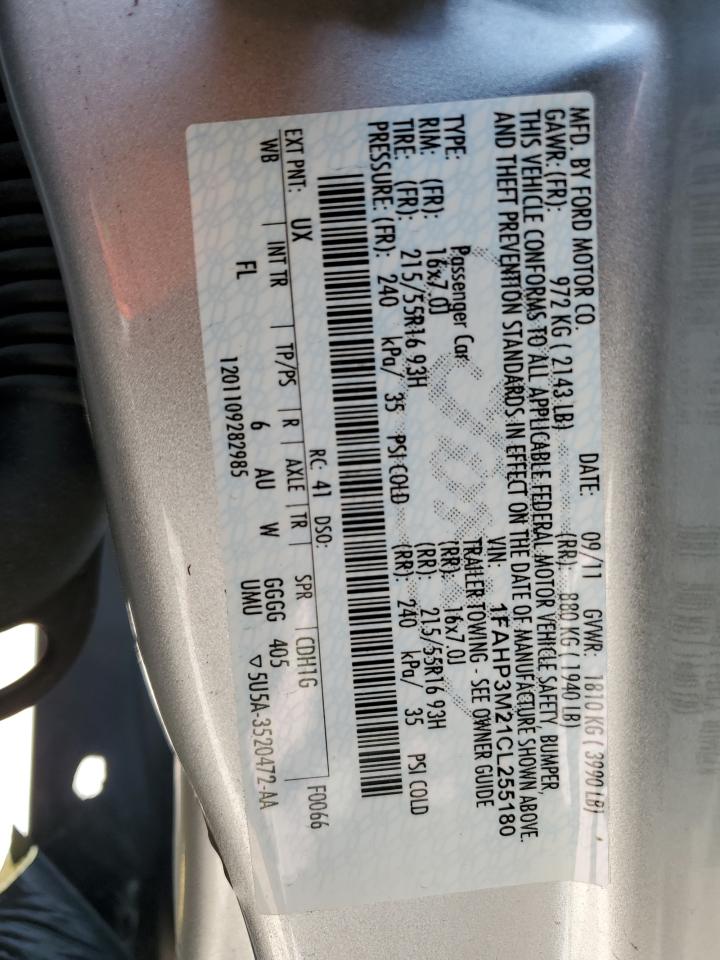 MFD. BY FORD MOTOR CO.
DATE: 09/11 GVWR: 1810 KG ( 3990 LB)
GAWR: (FR): 972 KG ( 2143 LB) (RR): 880 KG ( 1940 LB)
THIS VEHICLE CONFORMS TO ALL APPLICABLE FEDERAL MOTOR VEHICLE SAFETY, BUMPER,
AND THEFT PREVENTION STANDARDS IN EFFECT ON THE DATE OF MANUFACTURE SHOWN ABOVE.
VIN: 1FAHP3M21CL255180
TYPE: Passenger Car TRAILER TOWING - SEE OWNER GUIDE
RIM: (FR): 16x7.0J (RR): 16x7.0J
TIRE: (FR): 215/55R16 93H (RR): 215/55R16 93H
PRESSURE: (FR): 240 kPa/ 35 PSI COLD (RR): 240 kPa/ 35 PSI COLD
F0066
EXT PNT: UX RC: 41 DSO:
WB INT TR TP/PS R AXLE TR SPR CDH1G
FL 6 AU W GGGG 405
1201109282985 UMU ▽5U5A-3520472-AA